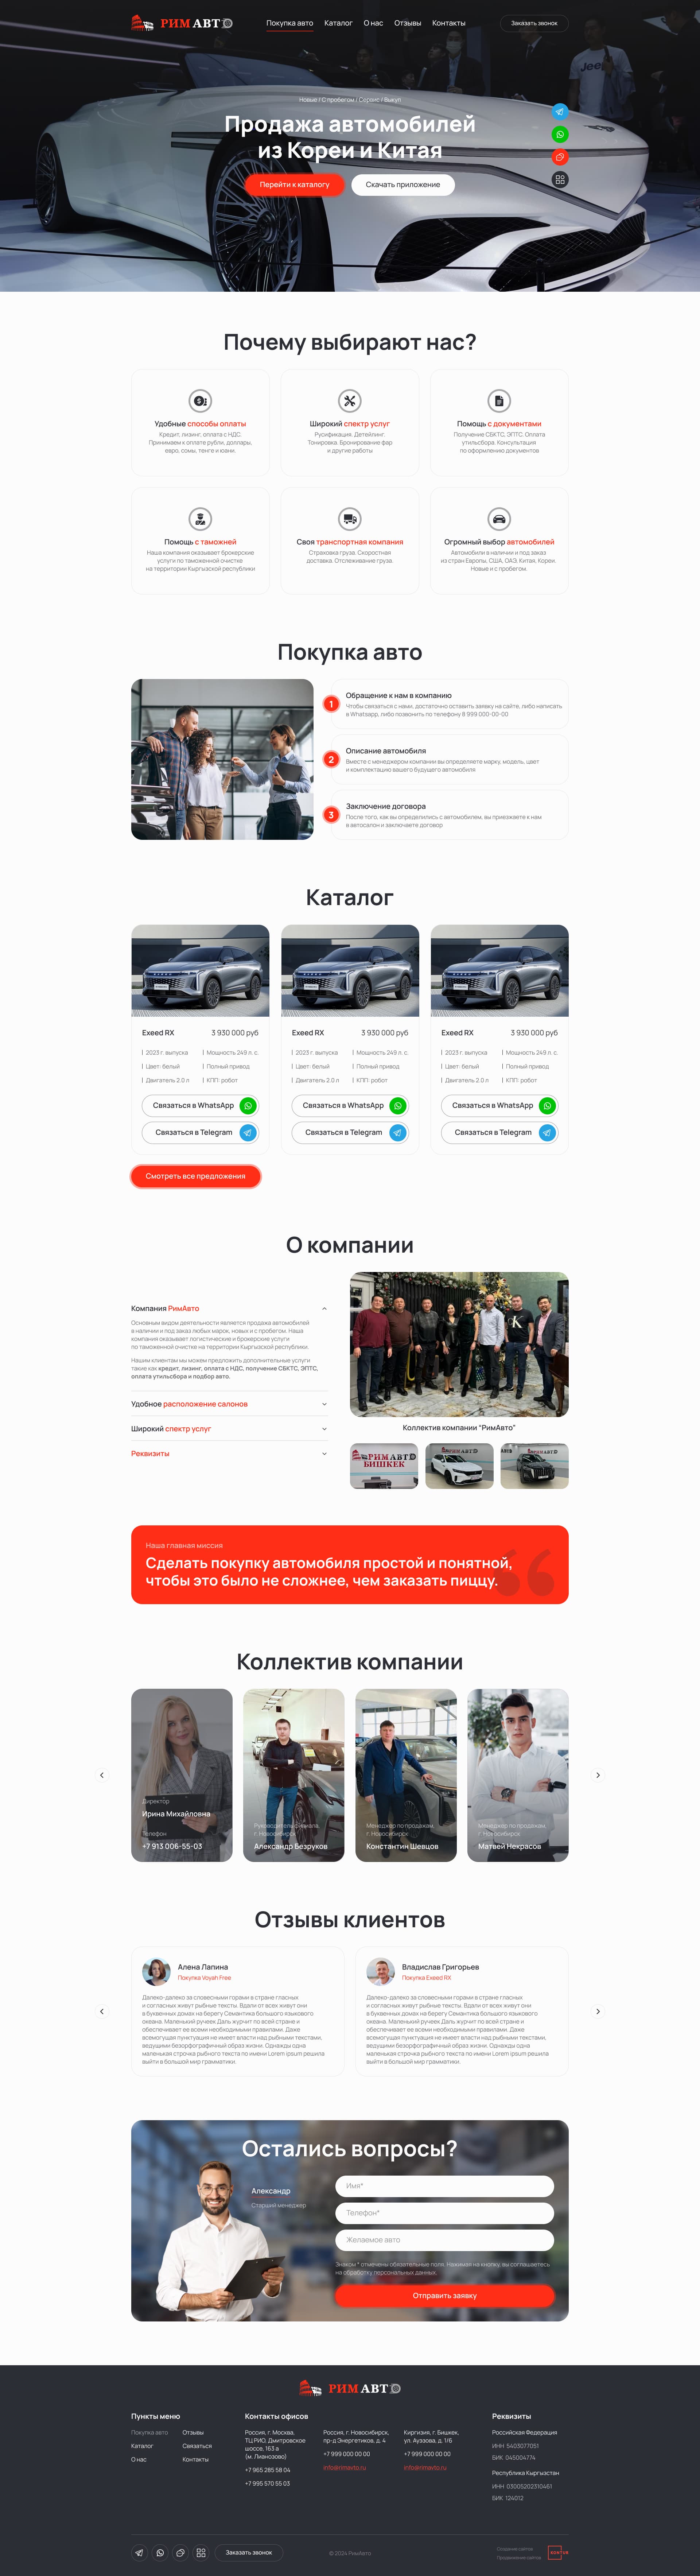 РИМ АВТО
Покупка авто
Каталог
О нас
Отзывы
Контакты
Заказать звонок
Новые / С пробегом / Сервис / Выкуп
Продажа автомобилей
из Кореи и Китая
Перейти к каталогу
Скачать приложение
Почему выбирают нас?
Удобные способы оплаты
Кредит, лизинг, оплата с НДС.
Принимаем к оплате рубли, доллары,
евро, сомы, тенге и юани.
Широкий спектр услуг
Русификация. Детейлинг.
Тонировка. Бронирование фар
и другие работы
Помощь с документами
Получение СБКТС, ЭПТС. Оплата
утильсбора. Консультация
по оформлению документов
Помощь с таможней
Наша компания оказывает брокерские
услуги по таможенной очистке
на территории Кыргызской республики
Своя транспортная компания
Страховка груза. Скоростная
доставка. Отслеживание груза.
Огромный выбор автомобилей
Автомобили в наличии и под заказ
из стран Европы, США, ОАЭ, Китая, Кореи.
Новые и с пробегом.
Покупка авто
1
Обращение к нам в компанию
Чтобы связаться с нами, достаточно оставить заявку на сайте, либо написать
в Whatsapp, либо позвонить по телефону 8 999 000-00-00
2
Описание автомобиля
Вместе с менеджером компании вы определяете марку, модель, цвет
и комплектацию вашего будущего автомобиля
3
Заключение договора
После того, как вы определились с автомобилем, вы приезжаете к нам
в автосалон и заключаете договор
Каталог
Exeed RX 3 930 000 руб
2023 г. выпуска Мощность 249 л. с.
Цвет: белый Полный привод
Двигатель 2.0 л КПП: робот
Связаться в WhatsApp
Связаться в Telegram
Exeed RX 3 930 000 руб
2023 г. выпуска Мощность 249 л. с.
Цвет: белый Полный привод
Двигатель 2.0 л КПП: робот
Связаться в WhatsApp
Связаться в Telegram
Exeed RX 3 930 000 руб
2023 г. выпуска Мощность 249 л. с.
Цвет: белый Полный привод
Двигатель 2.0 л КПП: робот
Связаться в WhatsApp
Связаться в Telegram
Смотреть все предложения
О компании
Компания РимАвто
Основным видом деятельности является продажа автомобилей
в наличии и под заказ любых марок, новых и с пробегом. Наша
компания оказывает логистические и брокерские услуги
по таможенной очистке на территории Кыргызской республики.
Нашим клиентам мы можем предложить дополнительные услуги
такие как кредит, лизинг, оплата с НДС, получение СБКТС, ЭПТС,
оплата утильсбора и подбор авто.
Удобное расположение салонов
Широкий спектр услуг
Реквизиты
Коллектив компании "РимАвто"
РИМ АВТО
БИШКЕК
Наша главная миссия
Сделать покупку автомобиля простой и понятной,
чтобы это было не сложнее, чем заказать пиццу.
Коллектив компании
Директор
Ирина Михайловна
Телефон
+7 913 006-55-03
Руководитель филиала,
г. Новосибирск
Александр Безруков
Менеджер по продажам
г. Новосибирск
Константин Шевцов
Менеджер по продажам
г. Новосибирск
Матвей Некрасов
Отзывы клиентов
Алена Лапина
Покупка Voyah Free
Далеко-далеко за словесными горами в стране гласных
и согласных живут рыбные тексты. Вдали от всех живут они
в буквенных домах на берегу Семантика большого языкового
океана. Маленький ручеек Даль журчит по всей стране и
обеспечивает ее всеми необходимыми правилами. Даже
всемогущая пунктуация не имеет власти над рыбными текстами,
ведущими безорфографичный образ жизни. Однажды одна
маленькая строчка рыбного текста по имени Lorem ipsum решила
выйти в большой мир грамматики.
Владислав Григорьев
Покупка Exeed RX
Далеко-далеко за словесными горами в стране гласных
и согласных живут рыбные тексты. Вдали от всех живут они
в буквенных домах на берегу Семантика большого языкового
океана. Маленький ручеек Даль журчит по всей стране и
обеспечивает ее всеми необходимыми правилами. Даже
всемогущая пунктуация не имеет власти над рыбными текстами,
ведущими безорфографичный образ жизни. Однажды одна
маленькая строчка рыбного текста по имени Lorem ipsum решила
выйти в большой мир грамматики.
Остались вопросы?
Александр
Старший менеджер
Имя*
Телефон*
Желаемое авто
Знаком * отмечены обязательные поля. Нажимая на кнопку, вы соглашаетесь
на обработку персональных данных.
Отправить заявку
РИМ АВТО
Пункты меню
Покупка авто
Каталог
О нас
Отзывы
Связаться
Контакты
Контакты офисов
Россия, г. Москва,
ТЦ РИО, Дмитровское
шоссе, 163 а
(м. Лианозово)
+7 965 285 58 04
+7 995 570 55 03
Россия, г. Новосибирск,
пр-д Энергетиков, д. 4
+7 999 000 00 00
info@rimavto.ru
Киргизия, г. Бишкек,
ул. Ауэзова, д. 1/6
+7 999 000 00 00
info@rimavto.ru
Реквизиты
Российская Федерация
ИНН 5403077051
БИК 045004774
Республика Кыргызстан
ИНН 03005202310461
БИК 124012
Заказать звонок
© 2024 РимАвто
Создание сайтов
Продвижение сайтов